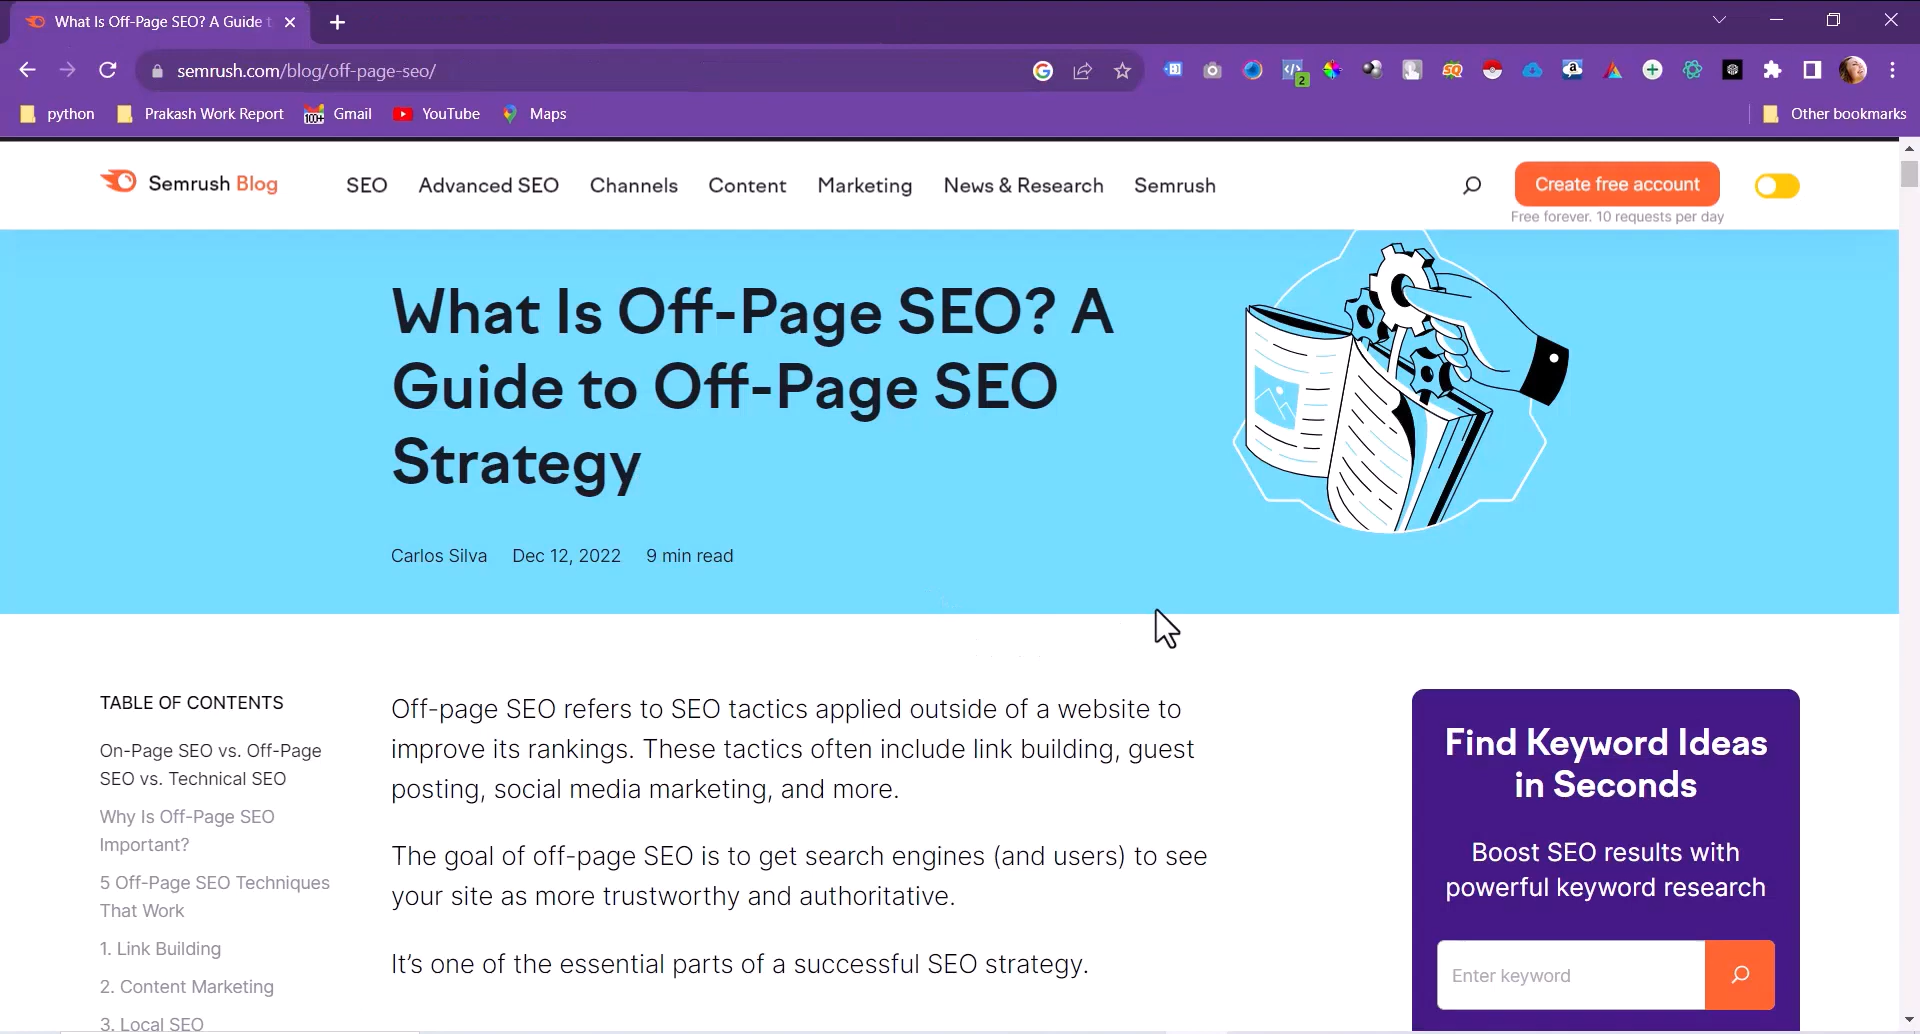 What Is Off-Page SEO? A Guide t
semrush.com/blog/off-page-seo/
2
python
Prakash Work Report
100+
Gmail
YouTube
Maps
Other bookmarks
Semrush Blog
SEO
Advanced SEO
Channels
Content
Marketing
News & Research
Semrush
Create free account
Free forever. 10 requests per day
What Is Off-Page SEO? A
Guide to Off-Page SEO
Strategy
Carlos Silva
Dec 12, 2022
9 min read
TABLE OF CONTENTS
On-Page SEO vs. Off-Page
SEO vs. Technical SEO
Why Is Off-Page SEO
Important?
5 Off-Page SEO Techniques
That Work
1. Link Building
2. Content Marketing
3. Local SEO
Off-page SEO refers to SEO tactics applied outside of a website to
improve its rankings. These tactics often include link building, guest
posting, social media marketing, and more.
The goal of off-page SEO is to get search engines (and users) to see
your site as more trustworthy and authoritative.
It’s one of the essential parts of a successful SEO strategy.
Find Keyword Ideas
in Seconds
Boost SEO results with
powerful keyword research
Enter keyword